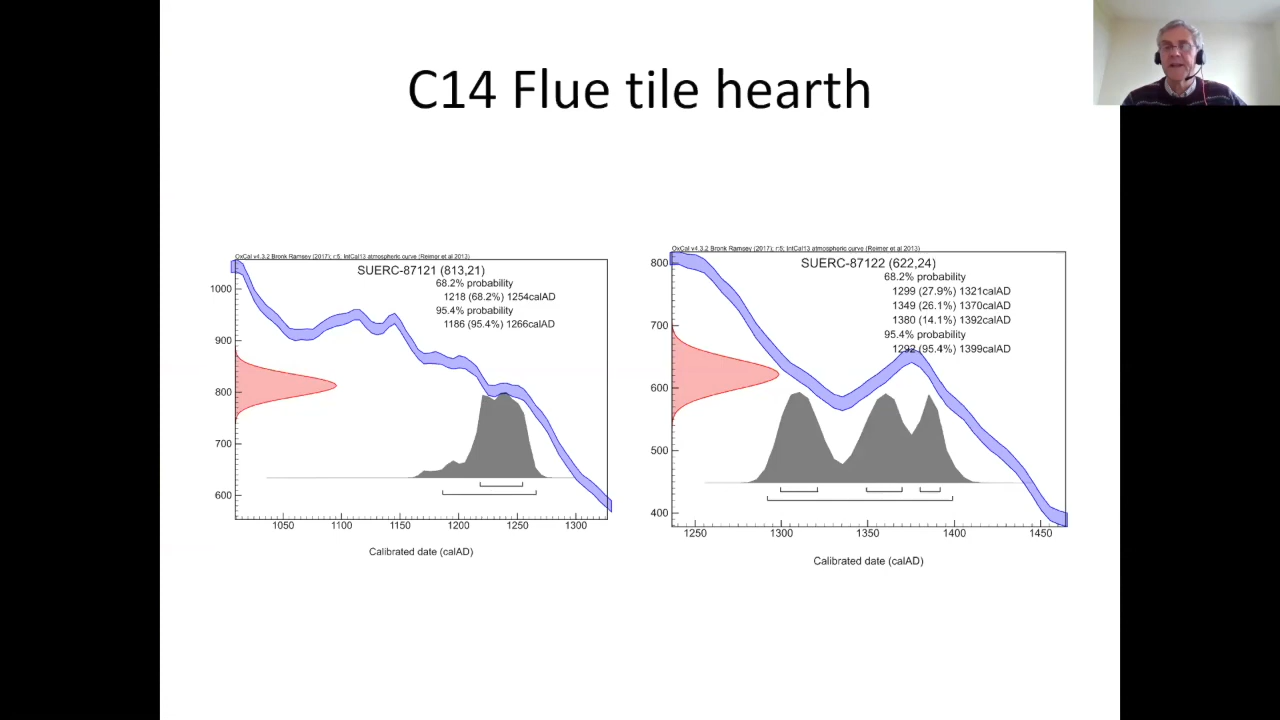 C14 Flue tile hearth
OxCal v4.3.2 Bronk Ramsey (2017); r:5; IntCal13 atmospheric curve (Reimer et al 2013)
SUERC-87121 (813,21)
68.2% probability
1218 (68.2%) 1254calAD
95.4% probability
1186 (95.4%) 1266calAD
1000
900
800
700
600
1050 1100 1150 1200 1250 1300
Calibrated date (calAD)
OxCal v4.3.2 Bronk Ramsey (2017); r:5; IntCal13 atmospheric curve (Reimer et al 2013)
SUERC-87122 (622,24)
68.2% probability
1299 (27.9%) 1321calAD
1349 (26.1%) 1370calAD
1380 (14.1%) 1392calAD
95.4% probability
1292 (95.4%) 1399calAD
800
700
600
500
400
1250 1300 1350 1400 1450
Calibrated date (calAD)